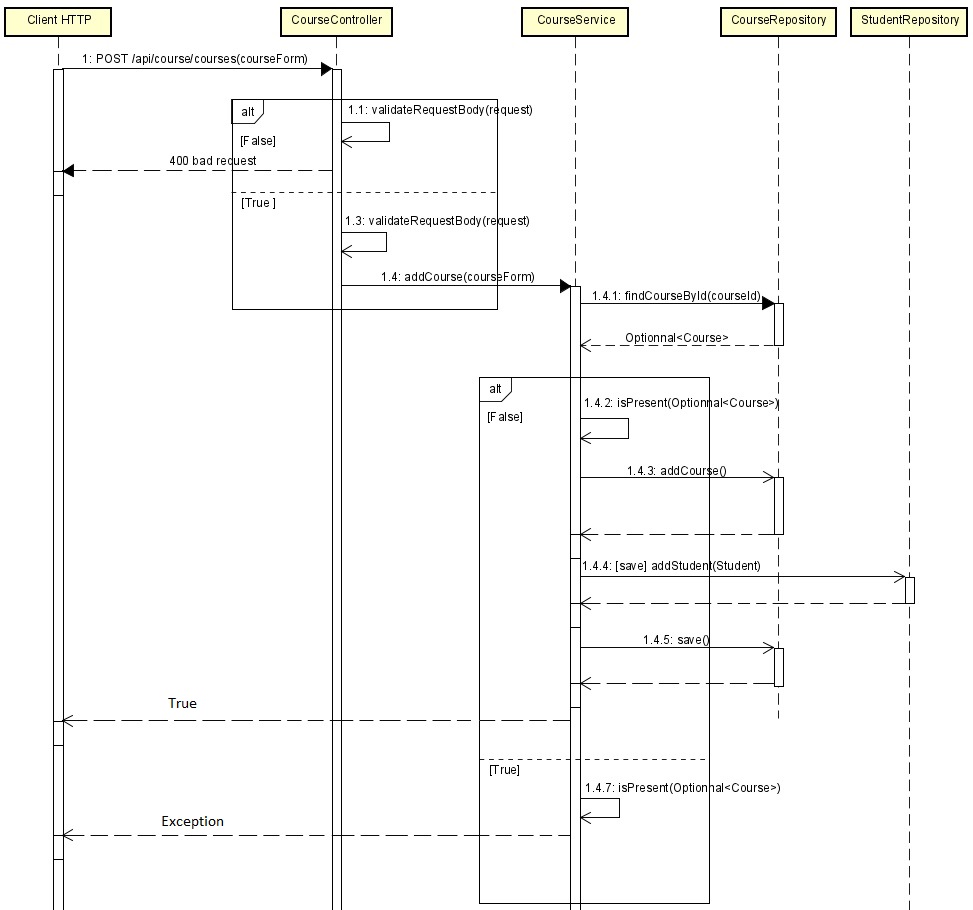 Client HTTP
CourseController
CourseService
CourseRepository
StudentRepository
1: POST /api/course/courses(courseForm)
alt
1.1: validateRequestBody(request)
[False]
400 bad request
[True ]
1.3: validateRequestBody(request)
1.4: addCourse(courseForm)
1.4.1: findCourseById(courseId)
Optionnal<Course>
alt
1.4.2: isPresent(Optionnal<Course>)
[False]
1.4.3: addCourse()
1.4.4: [save] addStudent(Student)
1.4.5: save()
True
[True]
1.4.7: isPresent(Optionnal<Course>)
Exception